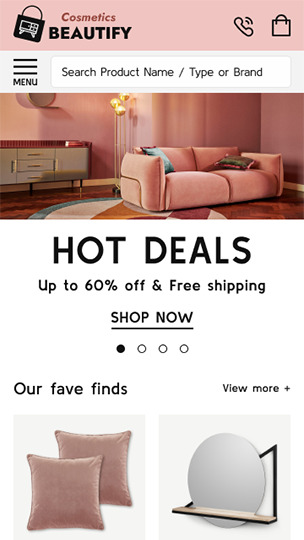 Cosmetics
BEAUTIFY
MENU
Search Product Name / Type or Brand
HOT DEALS
Up to 60% off & Free shipping
SHOP NOW
Our fave finds
View more +